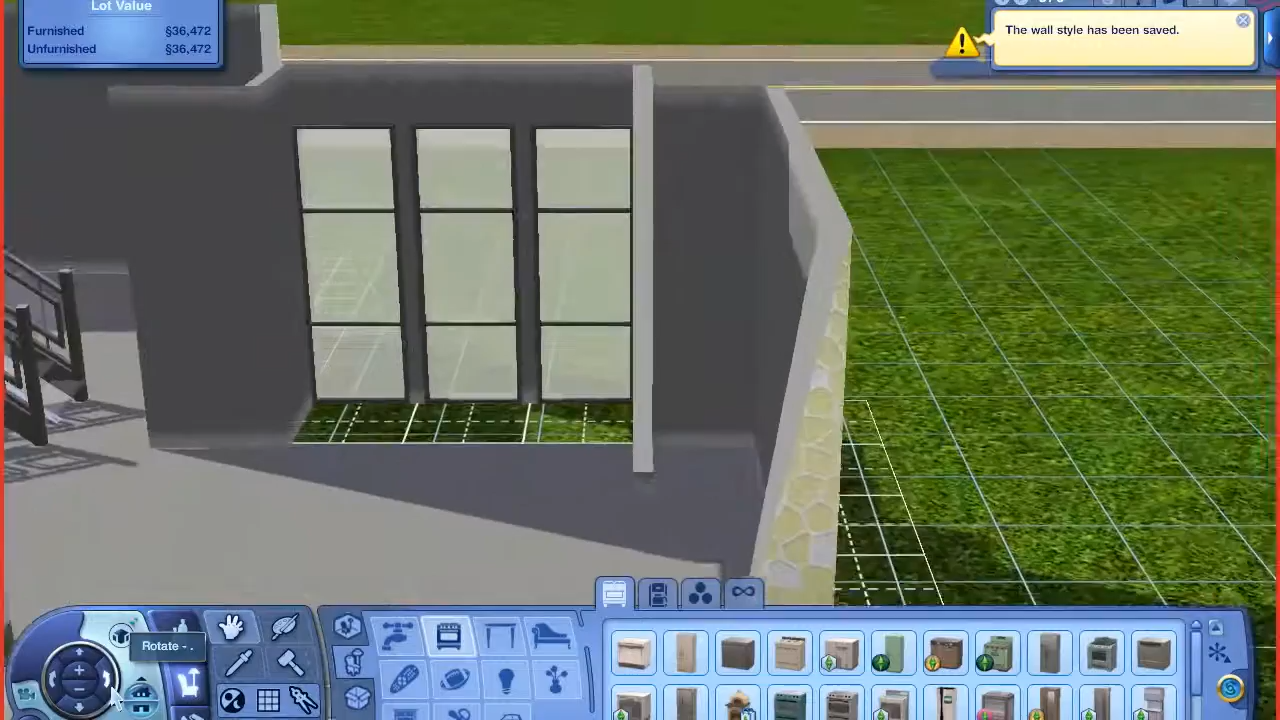 Lot Value
Furnished §36,472
Unfurnished §36,472
The wall style has been saved.
Rotate - .